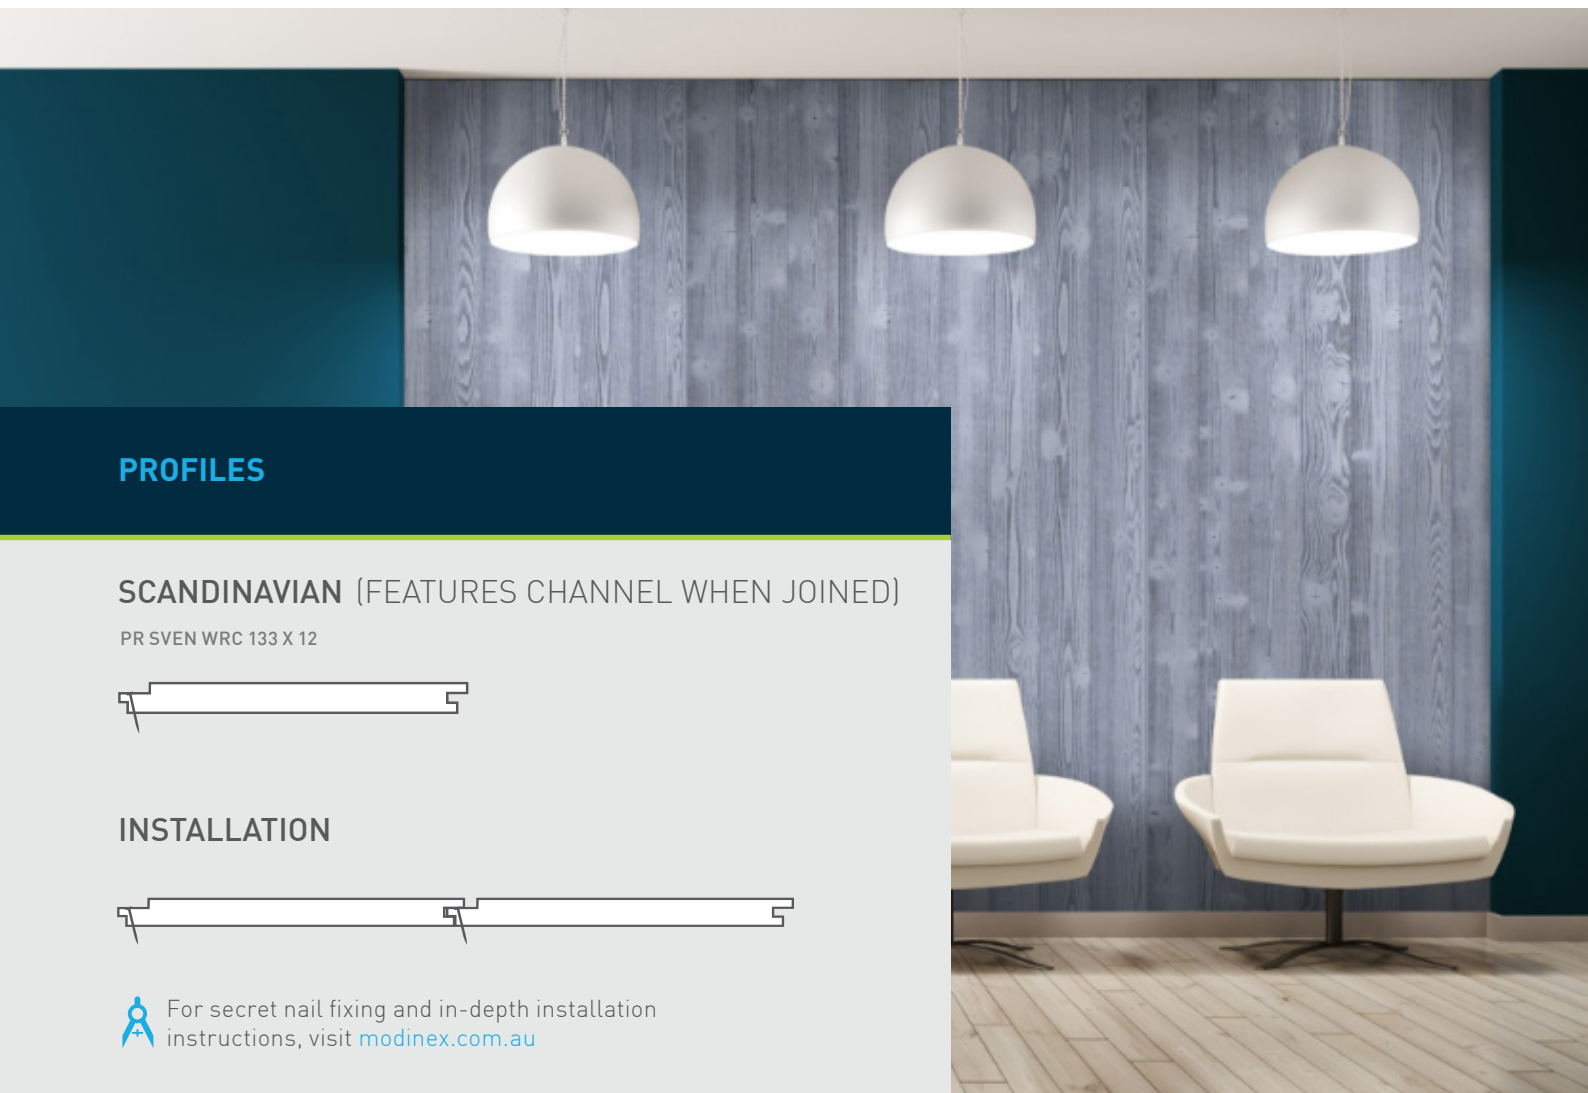 PROFILES
SCANDINAVIAN (FEATURES CHANNEL WHEN JOINED)
PR SVEN WRC 133 X 12
INSTALLATION
For secret nail fixing and in-depth installation
instructions, visit modinex.com.au